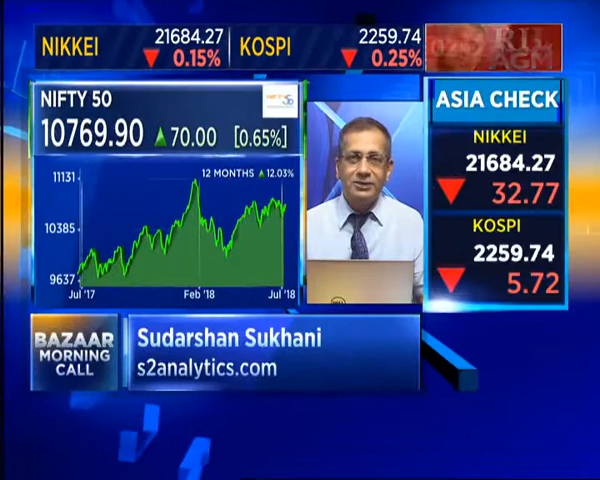 NIKKEI 21684.27 ▼ 0.15% KOSPI 2259.74 ▼ 0.25%
RIL
AGM
NIFTY 50
10769.90 ▲ 70.00 [0.65%]
12 MONTHS ▲ 12.03%
11131
10385
9637
Jul '17 Feb '18 Jul '18
ASIA CHECK
NIKKEI
21684.27
▼ 32.77
KOSPI
2259.74
▼ 5.72
BAZAAR
MORNING
CALL
Sudarshan Sukhani
s2analytics.com